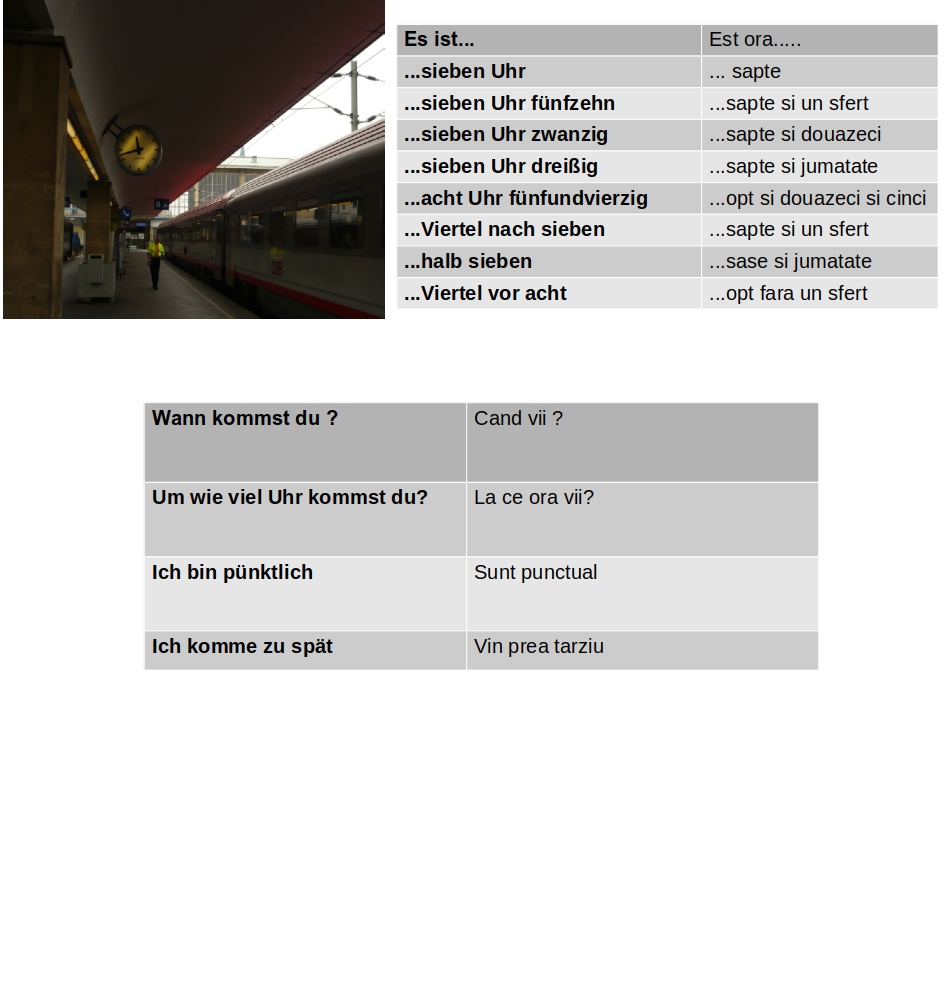 Es ist... Est ora.....
...sieben Uhr ... sapte
...sieben Uhr fünfzehn ...sapte si un sfert
...sieben Uhr zwanzig ...sapte si douazeci
...sieben Uhr dreißig ...sapte si jumatate
...acht Uhr fünfundvierzig ...opt si douazeci si cinci
...Viertel nach sieben ...sapte si un sfert
...halb sieben ...sase si jumatate
...Viertel vor acht ...opt fara un sfert
Wann kommst du ? Cand vii ?
Um wie viel Uhr kommst du? La ce ora vii?
Ich bin pünktlich Sunt punctual
Ich komme zu spät Vin prea tarziu